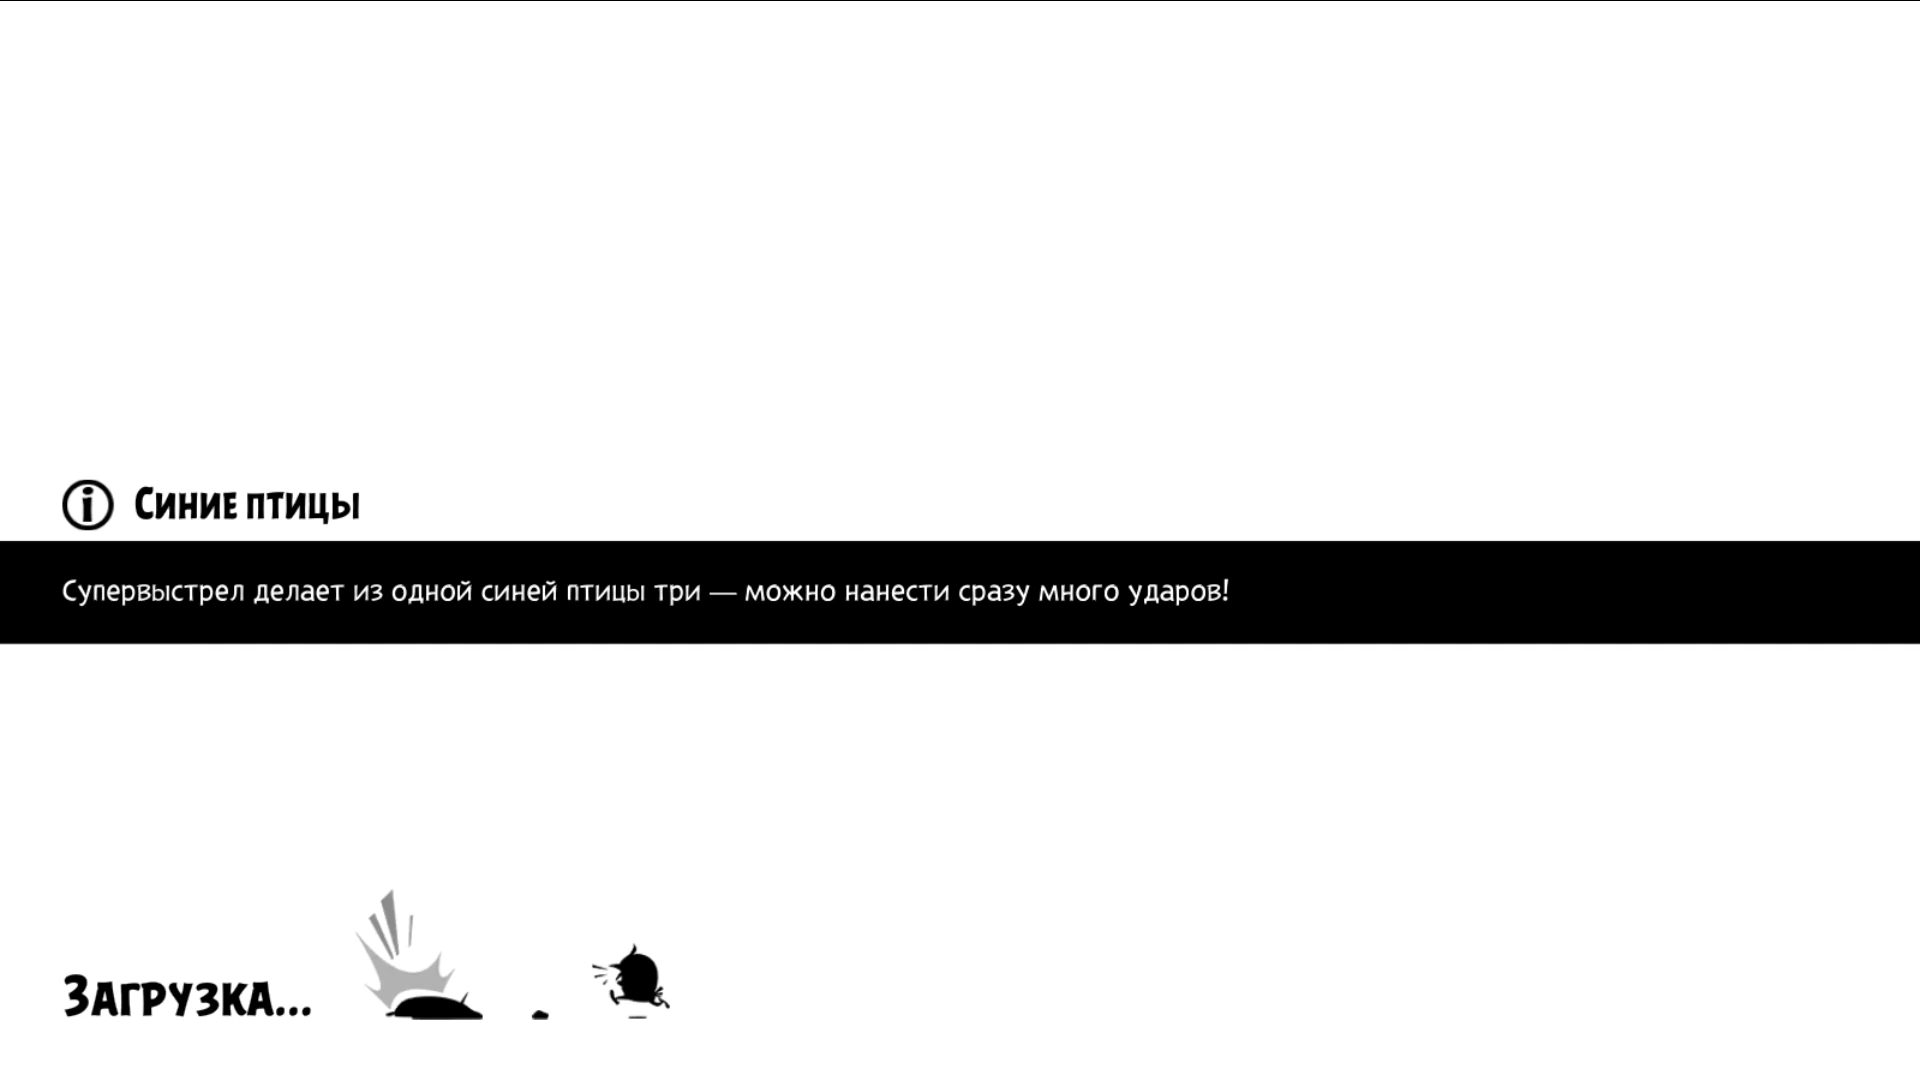 Синие птицы
Супервыстрел делает из одной синей птицы три — можно нанести сразу много ударов!
Загрузка...